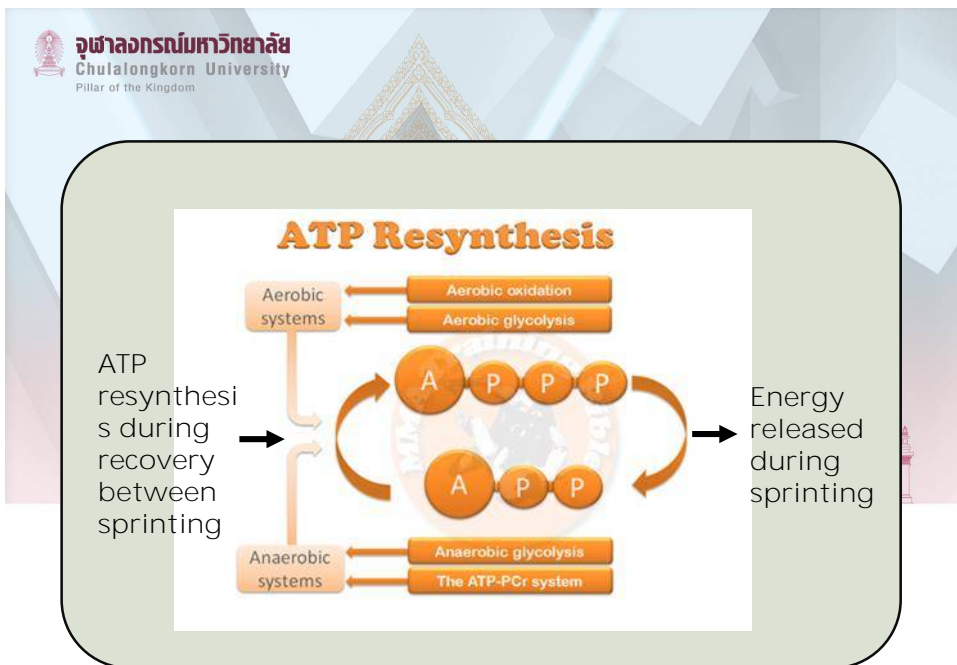 จุฬาลงกรณ์มหาวิทยาลัย
Chulalongkorn University
Pillar of the Kingdom
ATP Resynthesis
Aerobic
systems
Aerobic oxidation
Aerobic glycolysis
ATP
resynthesi
s during
recovery
between
sprinting
A P P P
A P P
Energy
released
during
sprinting
Anaerobic
systems
Anaerobic glycolysis
The ATP-PCr system